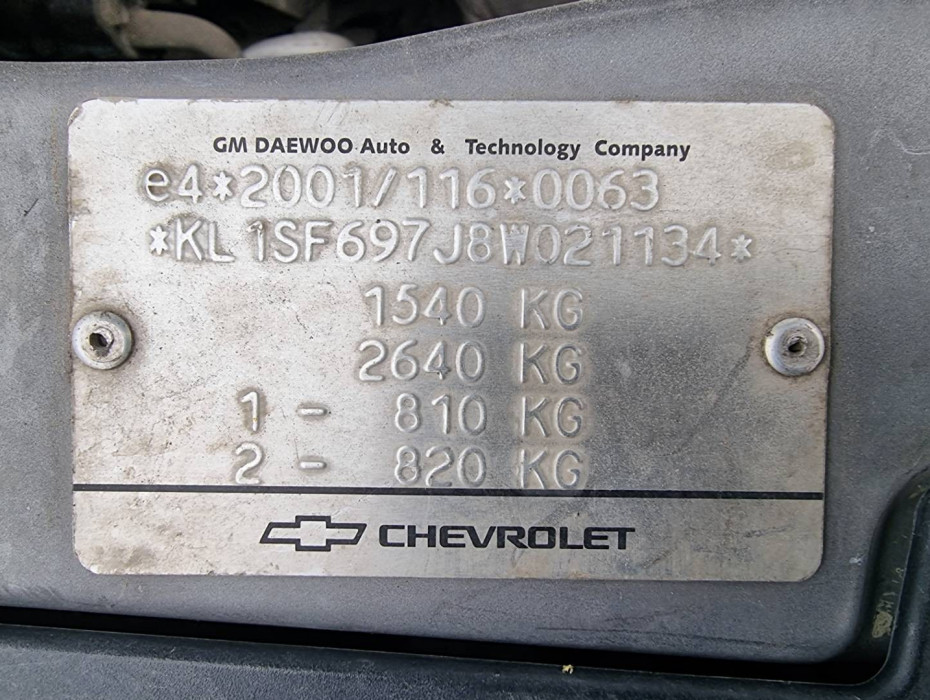 GM DAEWOO Auto & Technology Company
e4*2001/116*0063
*KL1SF697J8W021134*
1540 KG
2640 KG
1 - 810 KG
2 - 820 KG
CHEVROLET